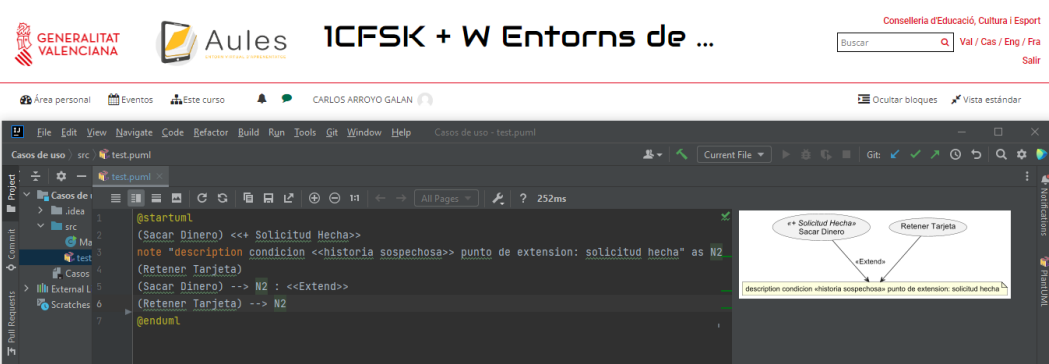 Conselleria d'Educació, Cultura i Esport
GENERALITAT
VALENCIANA
Aules
1CFSK + W Entorns de ...
Buscar
Val / Cas / Eng / Fra
Salir
Área personal
Eventos
Este curso
CARLOS ARROYO GALAN
Ocultar bloques
Vista estándar
File Edit View Navigate Code Refactor Build Run Tools Git Window Help
Casos de uso - test.puml
Casos de uso
src
test.puml
Current File
Git:
Project
test.puml
Casos de
.idea
src
Ma
test
Casos
External L
Scratches
Commit
Pull Requests
1:1
All Pages
?
252ms
1 @startuml
2 (Sacar Dinero) <<+ Solicitud Hecha>>
3 note "description condicion <<historia sospechosa>> punto de extension: solicitud hecha" as N2
4 (Retener Tarjeta)
5 (Sacar Dinero) --> N2 : <<Extend>>
6 (Retener Tarjeta) --> N2
7 @enduml
«+ Solicitud Hecha»
Sacar Dinero
Retener Tarjeta
«Extend»
description condicion «historia sospechosa» punto de extension: solicitud hecha
Notifications
PlantUML